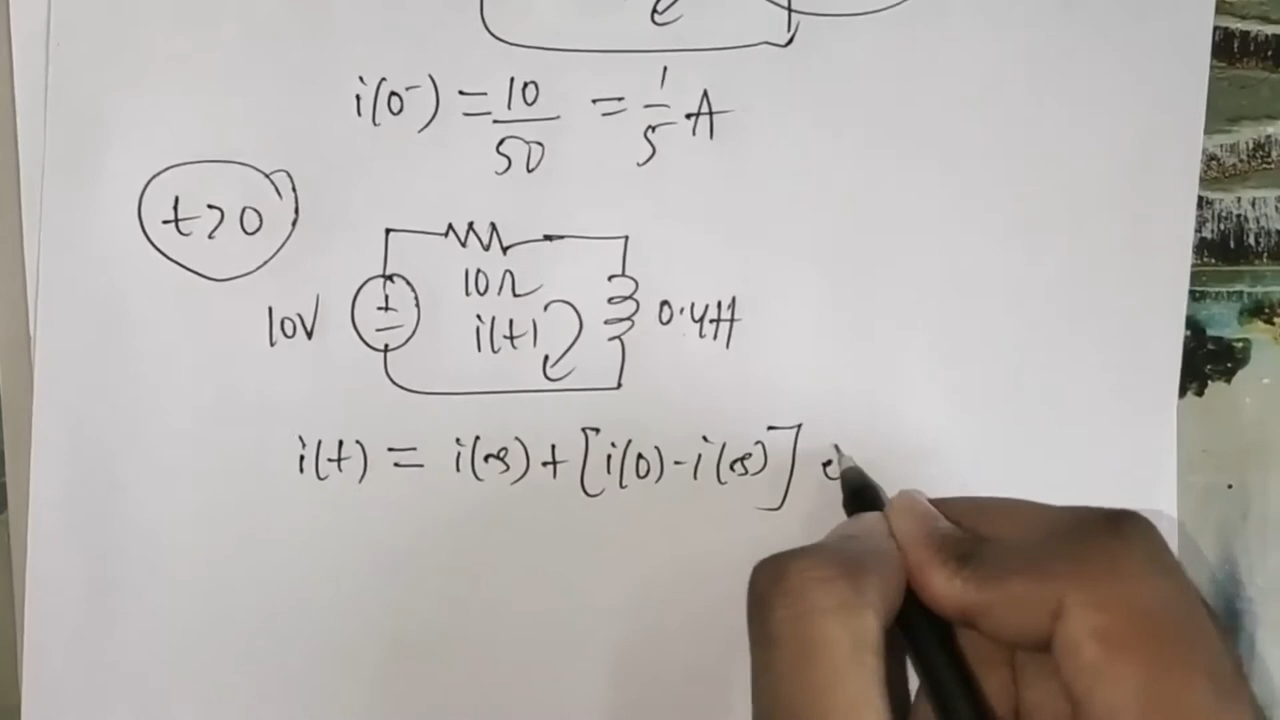 e
i(0⁻) = 10/50 = 1/5 A
t>0
10Ω
10V
i(t)
0.4H
i(t) = i(∞) + [i(0) - i(∞)] e